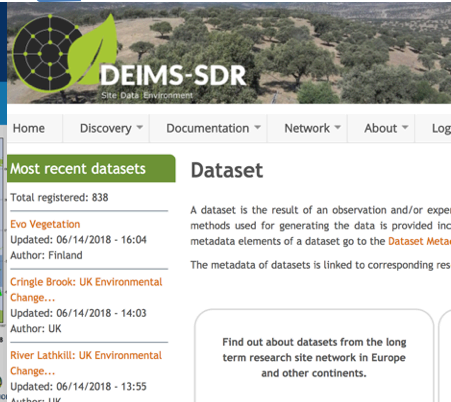 DEIMS-SDR
Site Data Environment
Home Discovery Documentation Network About Log
Most recent datasets
Total registered: 838
Evo Vegetation
Updated: 06/14/2018 - 16:04
Author: Finland
Cringle Brook: UK Environmental
Change...
Updated: 06/14/2018 - 14:03
Author: UK
River Lathkill: UK Environmental
Change...
Updated: 06/14/2018 - 13:55
Author: UK
Dataset
A dataset is the result of an observation and/or expe
methods used for generating the data is provided inc
metadata elements of a dataset go to the Dataset Meta
The metadata of datasets is linked to corresponding res
Find out about datasets from the long
term research site network in Europe
and other continents.